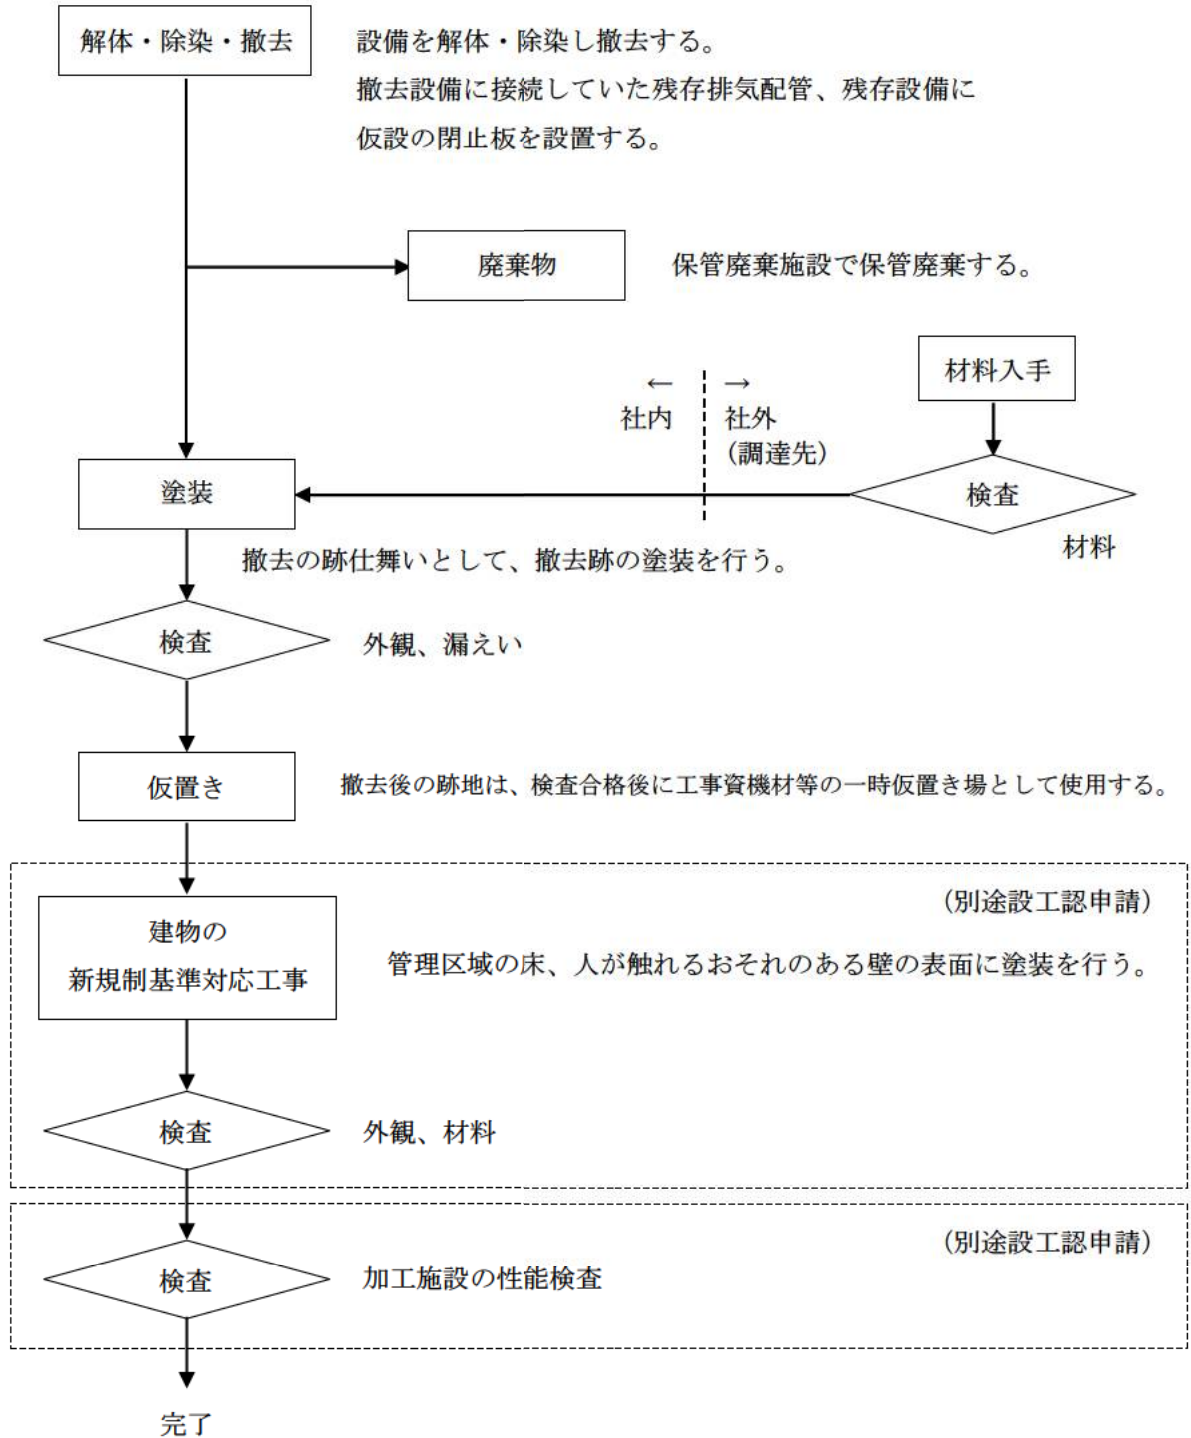 解体・除染・撤去
設備を解体・除染し撤去する。
撤去設備に接続していた残存排気配管、残存設備に
仮設の閉止板を設置する。
廃棄物
保管廃棄施設で保管廃棄する。
材料入手
← →
社内 社外
（調達先）
検査
材料
塗装
撤去の跡仕舞いとして、撤去跡の塗装を行う。
検査
外観、漏えい
仮置き
撤去後の跡地は、検査合格後に工事資機材等の一時仮置き場として使用する。
（別途設工認申請）
建物の
新規制基準対応工事
管理区域の床、人が触れるおそれのある壁の表面に塗装を行う。
検査
外観、材料
（別途設工認申請）
検査
加工施設の性能検査
完了